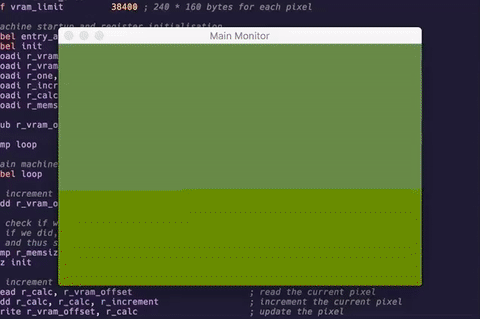 f vram_limit 38400 ; 240 * 160 bytes for each pixel
achine startup and register initialisation
bel entry_a
bel init
Main Monitor
oadi r_vram
oadi r_vram
oadi r_one,
oadi r_incr
oadi r_calc
oadi r_mems
ub r_vram_o
mp loop
ain machine
bel loop
increment
dd r_vram_o
check if w
if we did,
and thus s
mp r_memsiz
z init
increment
ead r_calc, r_vram_offset ; read the current pixel
dd r_calc, r_calc, r_increment ; increment the current pixel
rite r_vram_offset, r_calc ; update the pixel